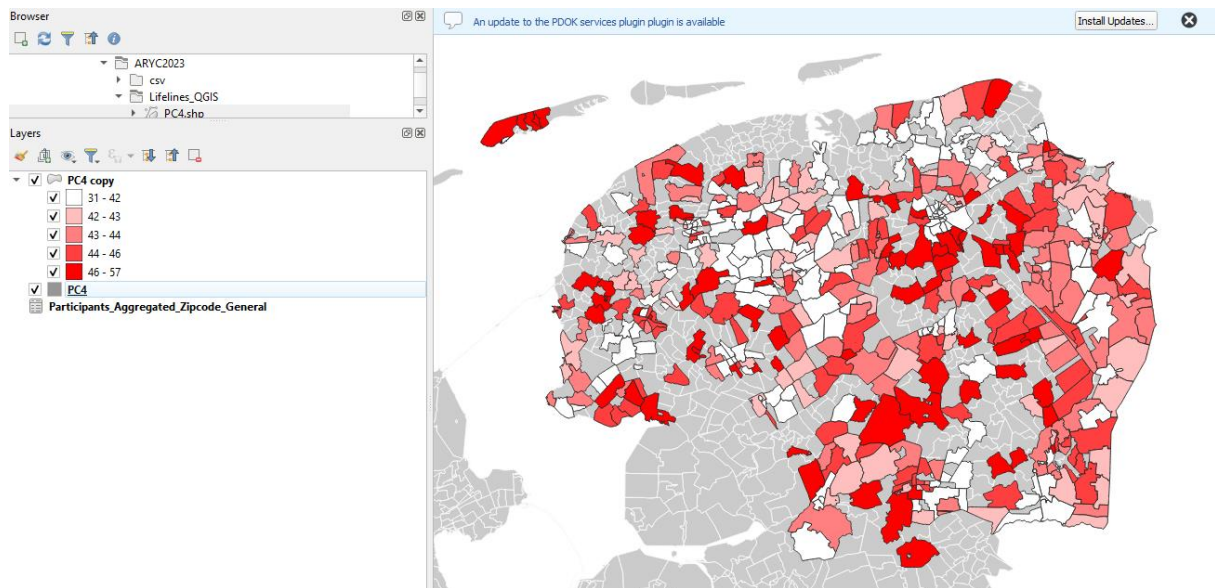 Browser
An update to the PDOK services plugin plugin is available
Install Updates...
ARYC2023
csv
Lifelines_QGIS
PC4.shp
Layers
PC4 copy
31 - 42
42 - 43
43 - 44
44 - 46
46 - 57
PC4
Participants_Aggregated_Zipcode_General